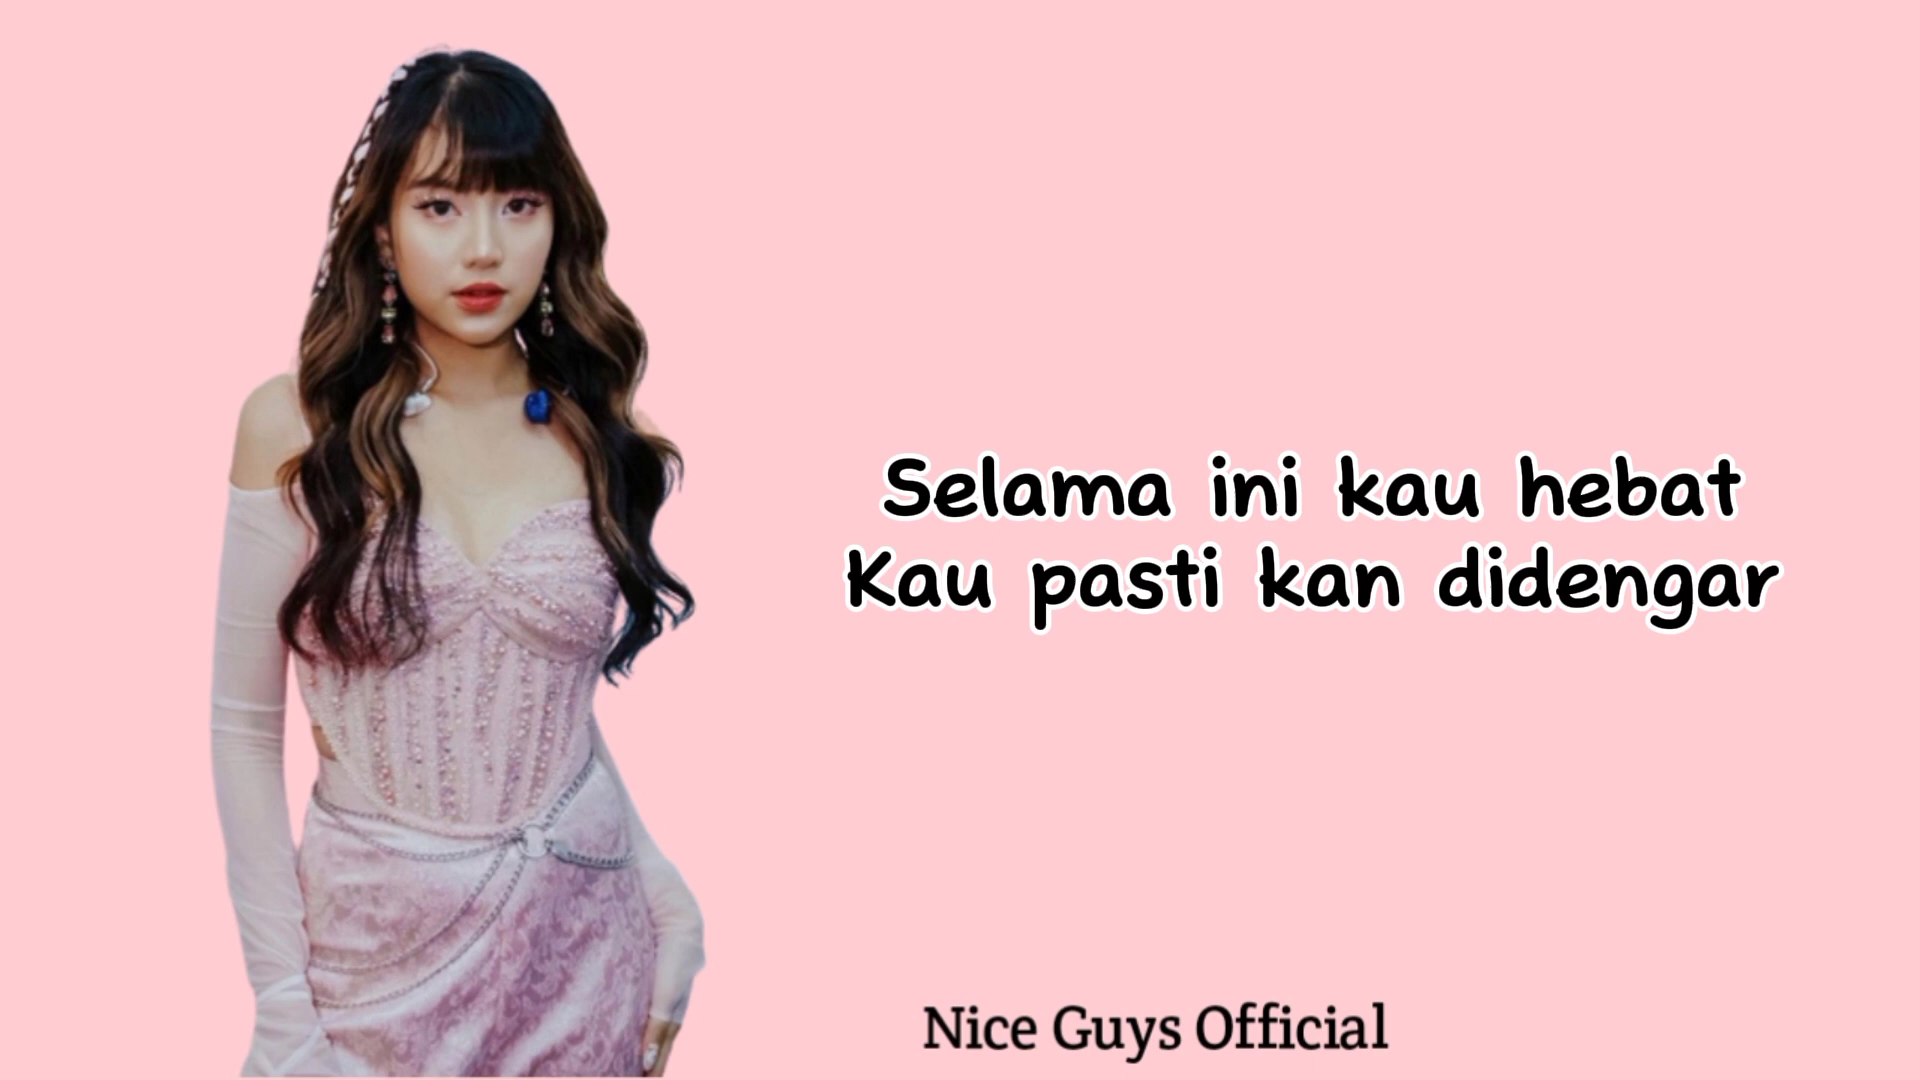 Selama ini kau hebat
Kau pasti kan didengar
Nice Guys Official